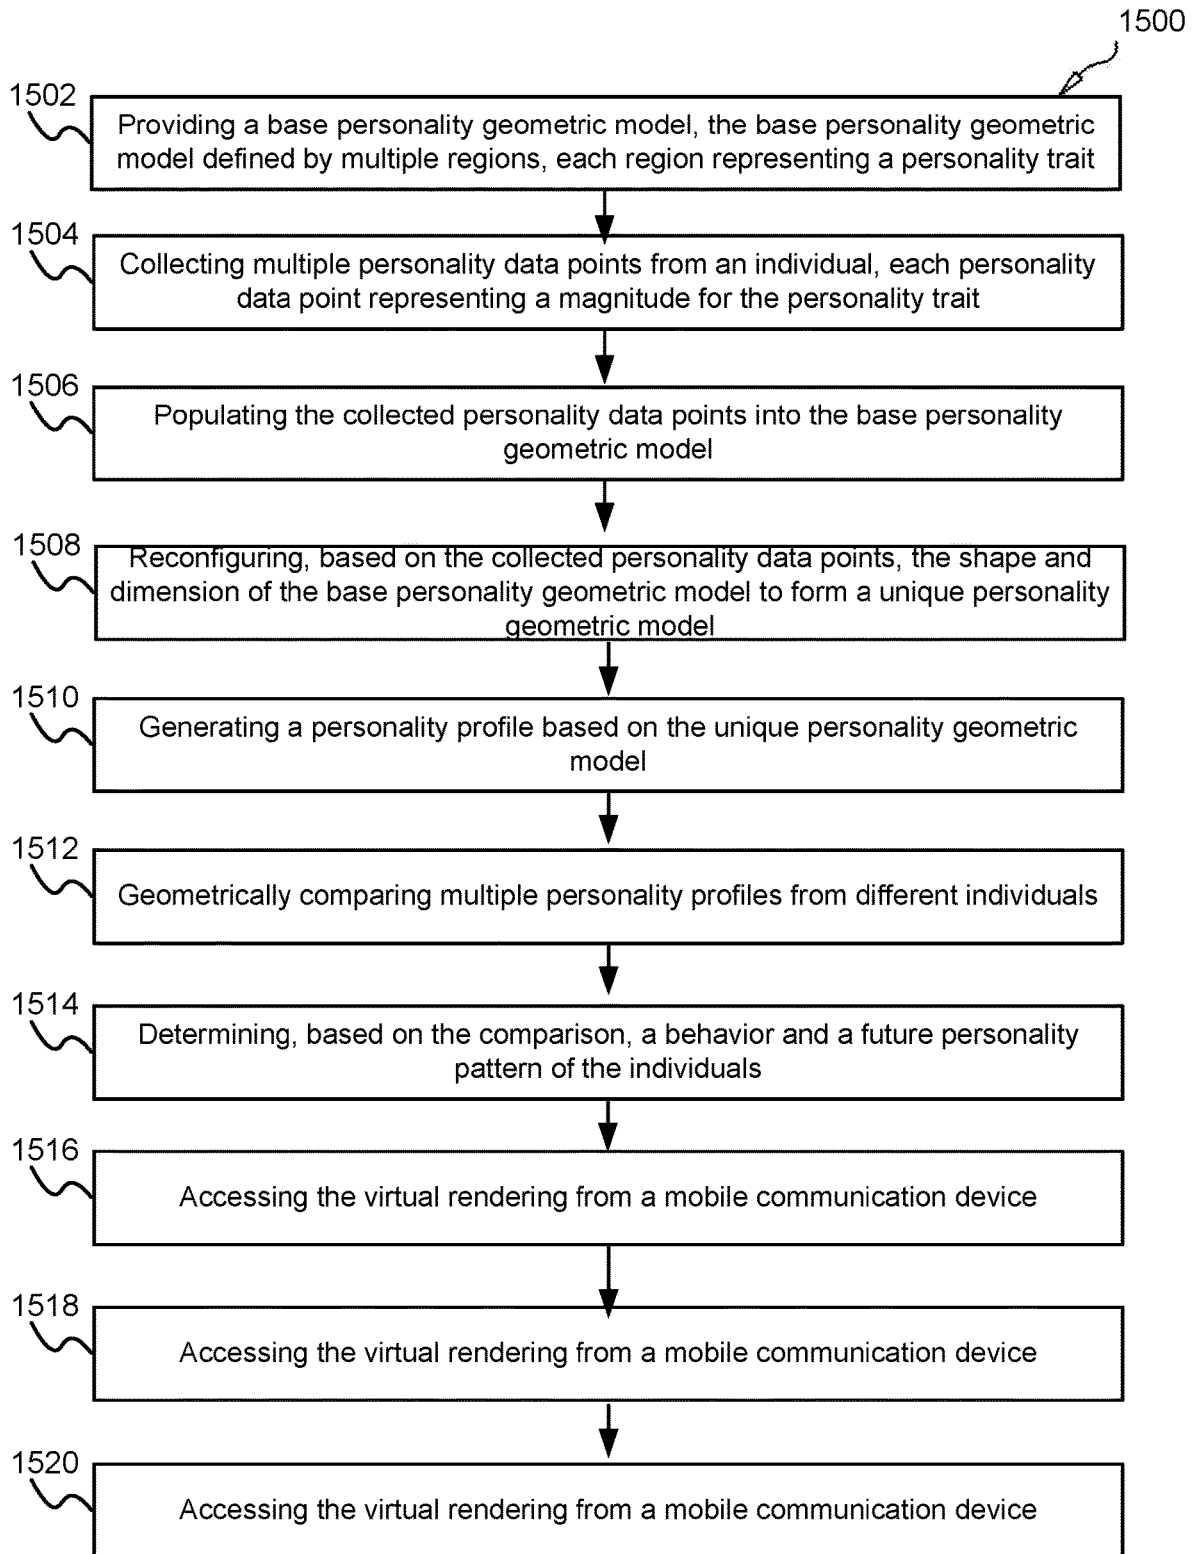 1500
1502
Providing a base personality geometric model, the base personality geometric
model defined by multiple regions, each region representing a personality trait
1504
Collecting multiple personality data points from an individual, each personality
data point representing a magnitude for the personality trait
1506
Populating the collected personality data points into the base personality
geometric model
1508
Reconfiguring, based on the collected personality data points, the shape and
dimension of the base personality geometric model to form a unique personality
geometric model
1510
Generating a personality profile based on the unique personality geometric
model
1512
Geometrically comparing multiple personality profiles from different individuals
1514
Determining, based on the comparison, a behavior and a future personality
pattern of the individuals
1516
Accessing the virtual rendering from a mobile communication device
1518
Accessing the virtual rendering from a mobile communication device
1520
Accessing the virtual rendering from a mobile communication device